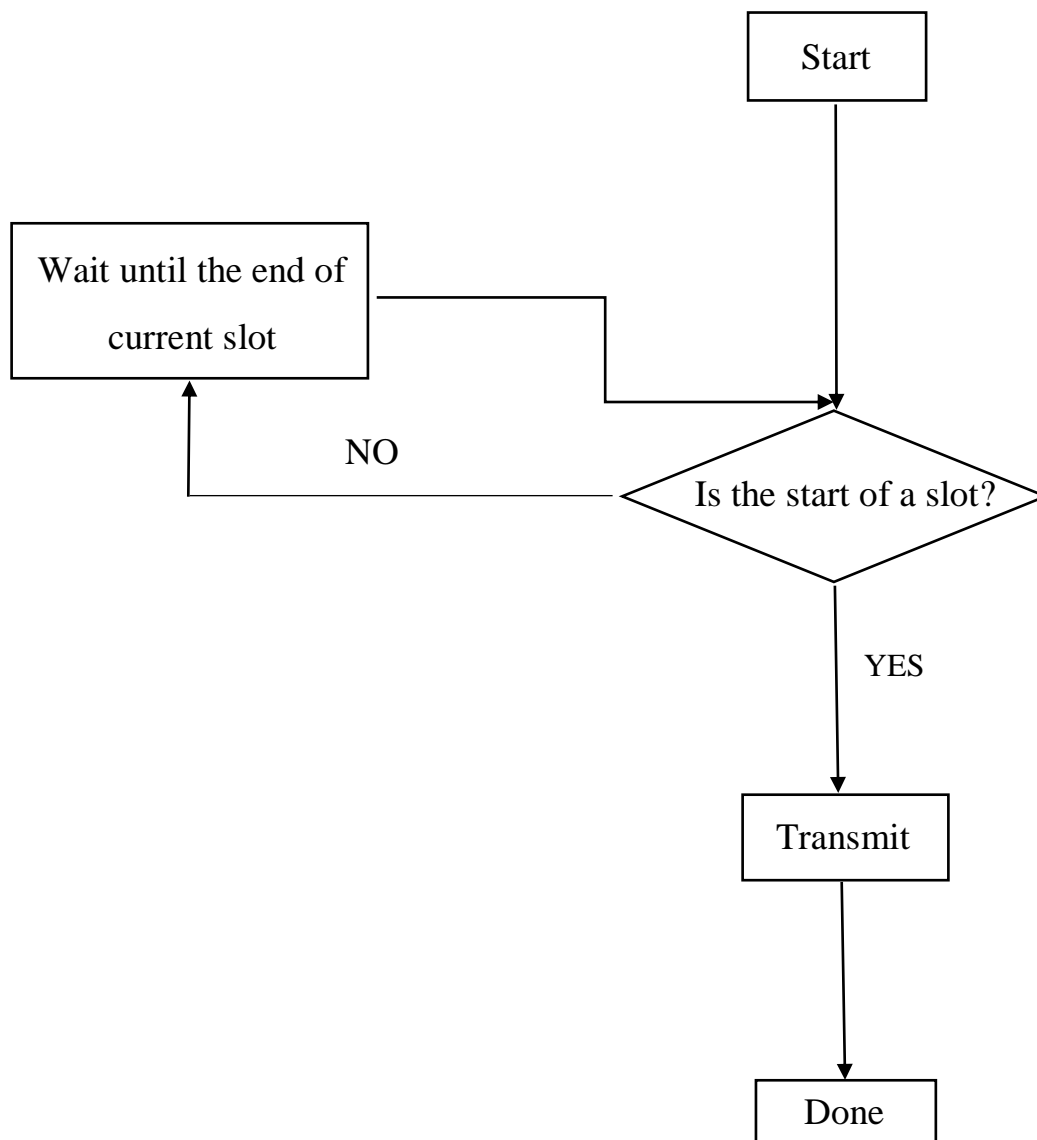 Start
Wait until the end of
current slot
NO
Is the start of a slot?
YES
Transmit
Done